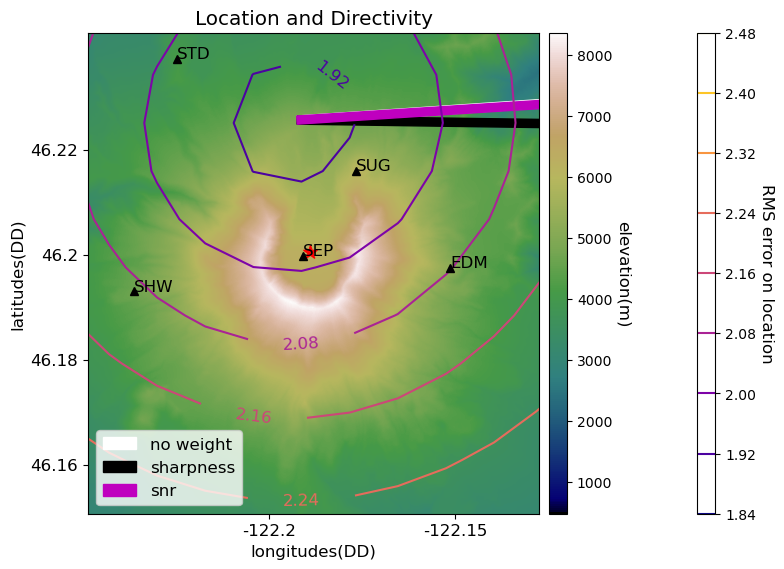 Location and Directivity
STD
1.92
SUG
SEP
EDM
SHW
2.08
2.16
2.24
46.22
46.2
46.18
46.16
latitudes(DD)
-122.2
-122.15
longitudes(DD)
no weight
sharpness
snr
8000
7000
6000
5000
4000
3000
2000
1000
elevation(m)
2.48
2.40
2.32
2.24
2.16
2.08
2.00
1.92
1.84
RMS error on location